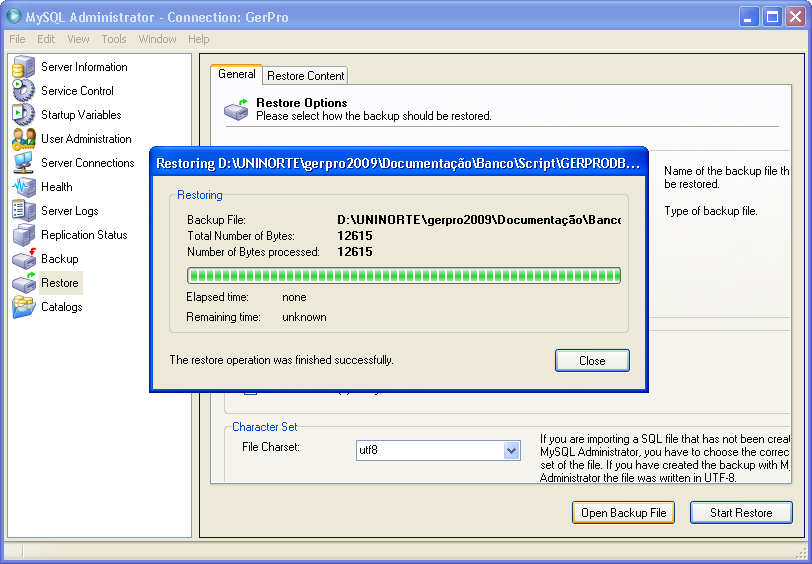 MySQL Administrator - Connection: GerPro
File Edit View Tools Window Help
Server Information
Service Control
Startup Variables
User Administration
Server Connections
Health
Server Logs
Replication Status
Backup
Restore
Catalogs
General Restore Content
Restore Options
Please select how the backup should be restored.
Name of the backup file th
be restored.
Type of backup file.
Restoring D:\UNINORTE\gerpro2009\Documentação\Banco\Script\GERPRODB...
Restoring
Backup File: D:\UNINORTE\gerpro2009\Documentação\Banco
Total Number of Bytes: 12615
Number of Bytes processed: 12615
Elapsed time: none
Remaining time: unknown
The restore operation was finished successfully.
Close
Character Set
File Charset: utf8
If you are importing a SQL file that has not been creat
MySQL Administrator, you have to choose the correc
set of the file. If you have created the backup with M
Administrator the file was written in UTF-8.
Open Backup File Start Restore